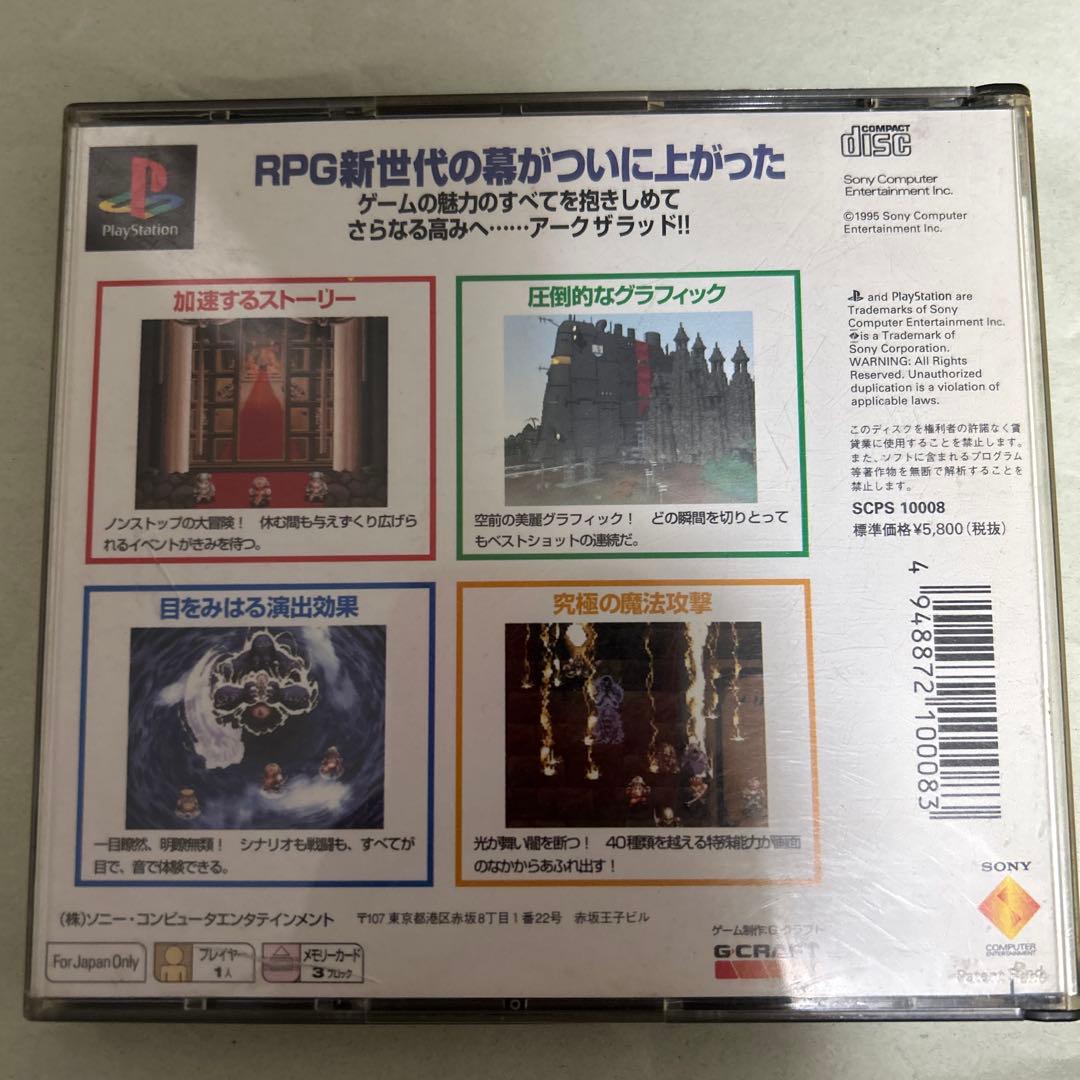 PlayStation
RPG新世代の幕がついに上がった
ゲームの魅力のすべてを抱きしめて
さらなる高みへ……アークザラッド!!
COMPACT
disc
Sony Computer
Entertainment Inc.
©1995 Sony Computer
Entertainment Inc.
加速するストーリー
ノンストップの大冒険！ 休む間も与えずくり広げら
れるイベントがきみを待つ。
圧倒的なグラフィック
空前の美麗グラフィック！ どの瞬間を切りとって
もベストショットの連続だ。
目をみはる演出効果
一目瞭然、明瞭無類！ シナリオも戦闘も、すべてが
目で、音で体験できる。
究極の魔法攻撃
光が舞い闇を断つ！ 40種類を越える特殊能力が画面
のなかからあふれ出す！
and PlayStation are
Trademarks of Sony
Computer Entertainment Inc.
is a Trademark of
Sony Corporation.
WARNING: All Rights
Reserved. Unauthorized
duplication is a violation of
applicable laws.
このディスクを権利者の許諾なく賃
貸業に使用することを禁止します。
また、ソフトに含まれるプログラム
等著作物を無断で解析することを
禁止します。
SCPS 10008
標準価格¥5,800(税抜)
4 948872 100083
(株)ソニー・コンピュータエンタテインメント 〒107 東京都港区赤坂8丁目1番22号 赤坂王子ビル
For Japan Only
プレイヤー
1人
メモリーカード
3ブロック
ゲーム制作:G・クラフト
G・CRAFT
SONY
COMPUTER
ENTERTAINMENT
Patent Pend